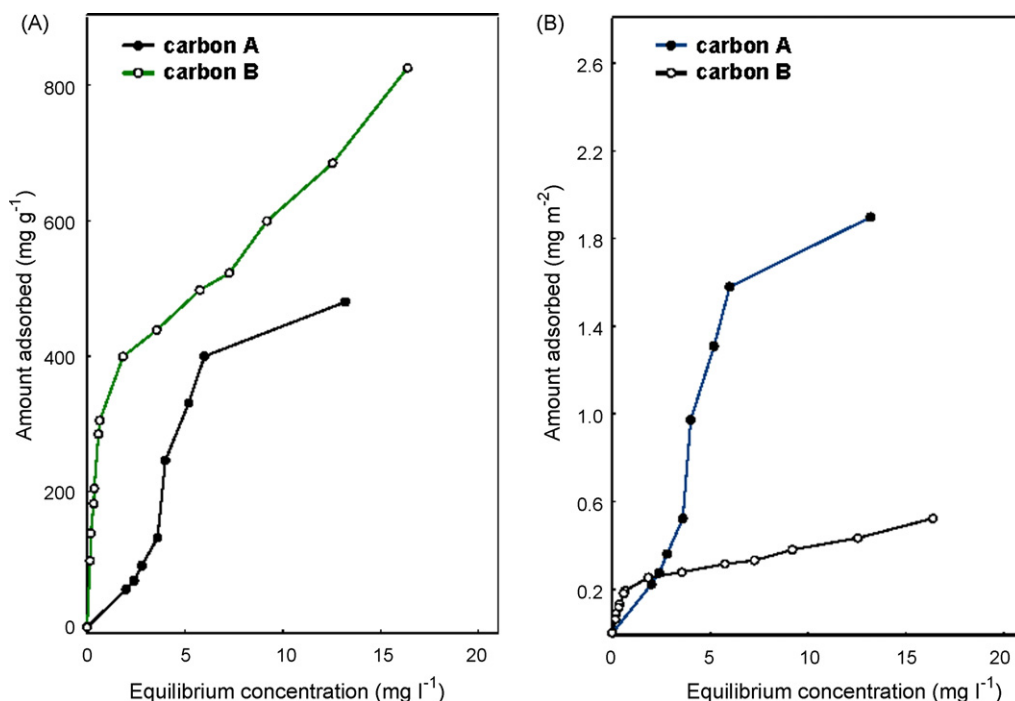 (A)
carbon A
carbon B
800
600
400
200
0
Amount adsorbed (mg g⁻¹)
0 5 10 15 20
Equilibrium concentration (mg l⁻¹)
(B)
carbon A
carbon B
2.6
2.2
1.8
1.4
1.0
0.6
0.2
Amount adsorbed (mg m⁻²)
0 5 10 15 20
Equilibrium concentration (mg l⁻¹)